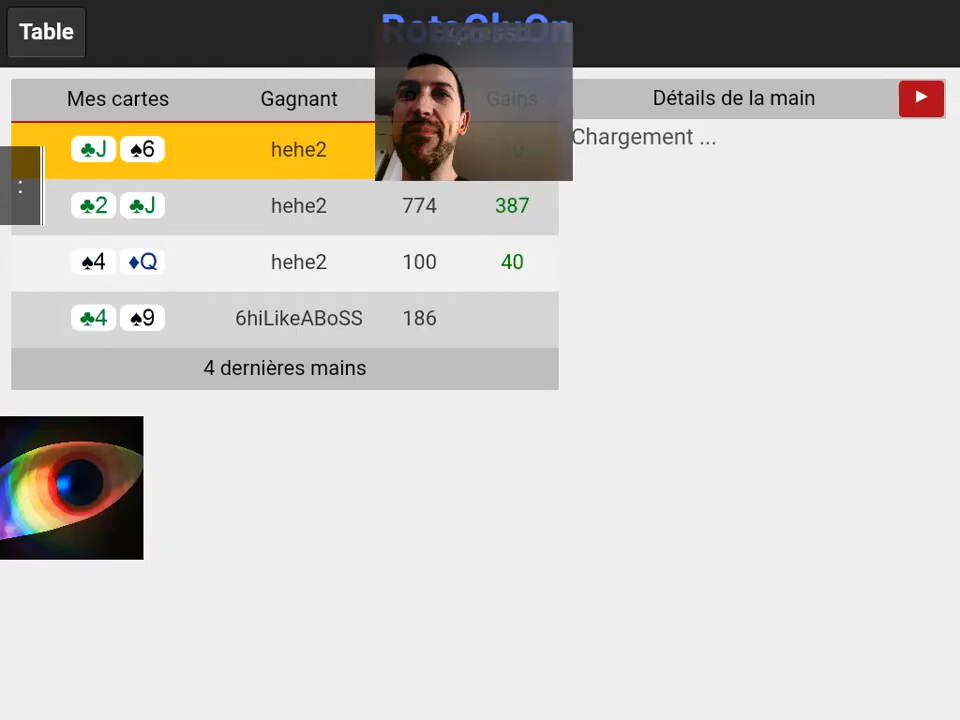 Table
Mes cartes Gagnant Gains Détails de la main
♣J ♠6 hehe2 Chargement ...
♣2 ♣J hehe2 774 387
♠4 ♦Q hehe2 100 40
♣4 ♠9 6hiLikeABoSS 186
4 dernières mains